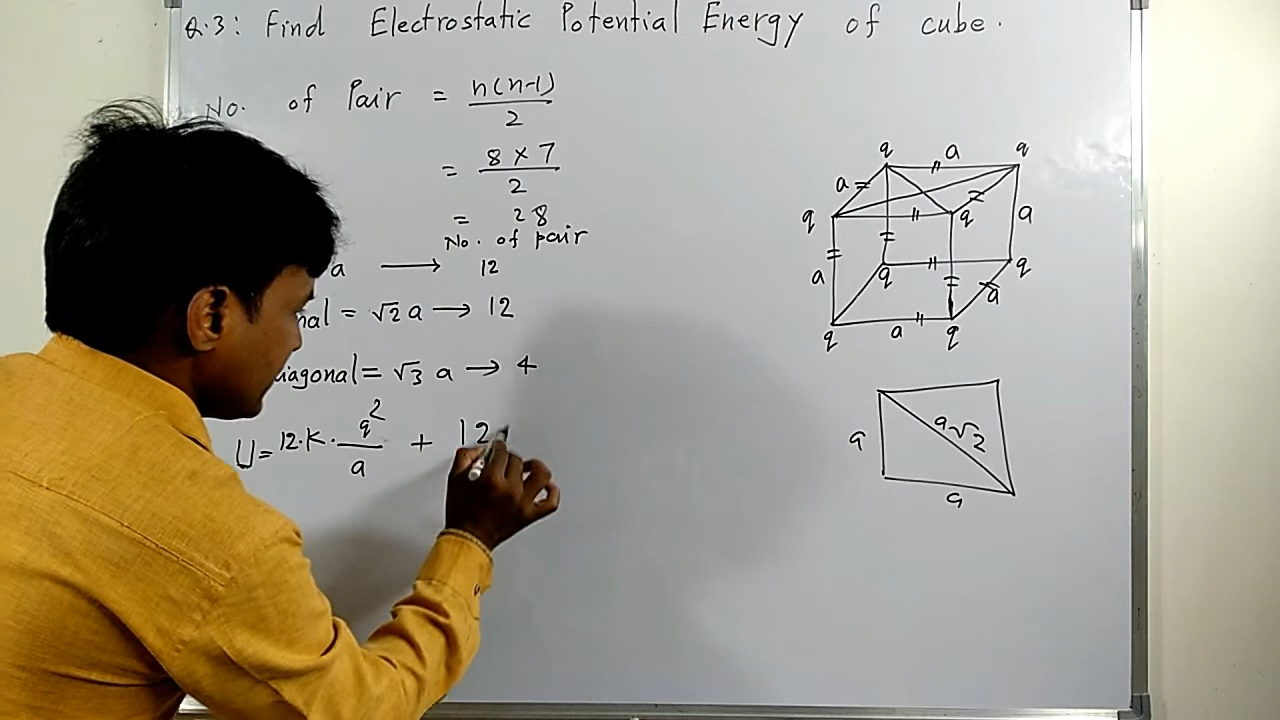 Q.3: Find Electrostatic Potential Energy of cube.
No. of Pair = n(n-1)/2
= 8 × 7/2
= 28
No. of pair
a → 12
nal = √2 a → 12
iagonal = √3 a → 4
U = 12.K. q²/a + 12
q a q
a =
q q a
a q q
a
q a q
a a√2
a